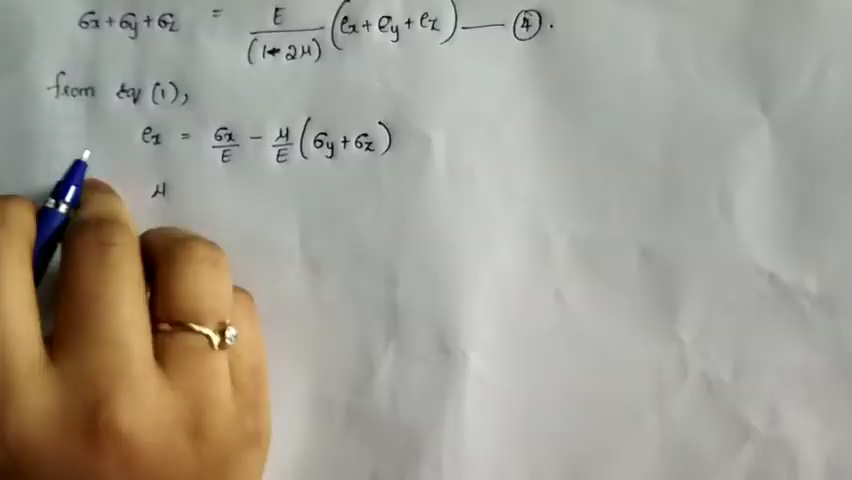 σx+σy+σz = E/(1-2μ) (ex+ey+ez) — ④.
from eq (1),
ex = σx/E - μ/E (σy+σz)
μ